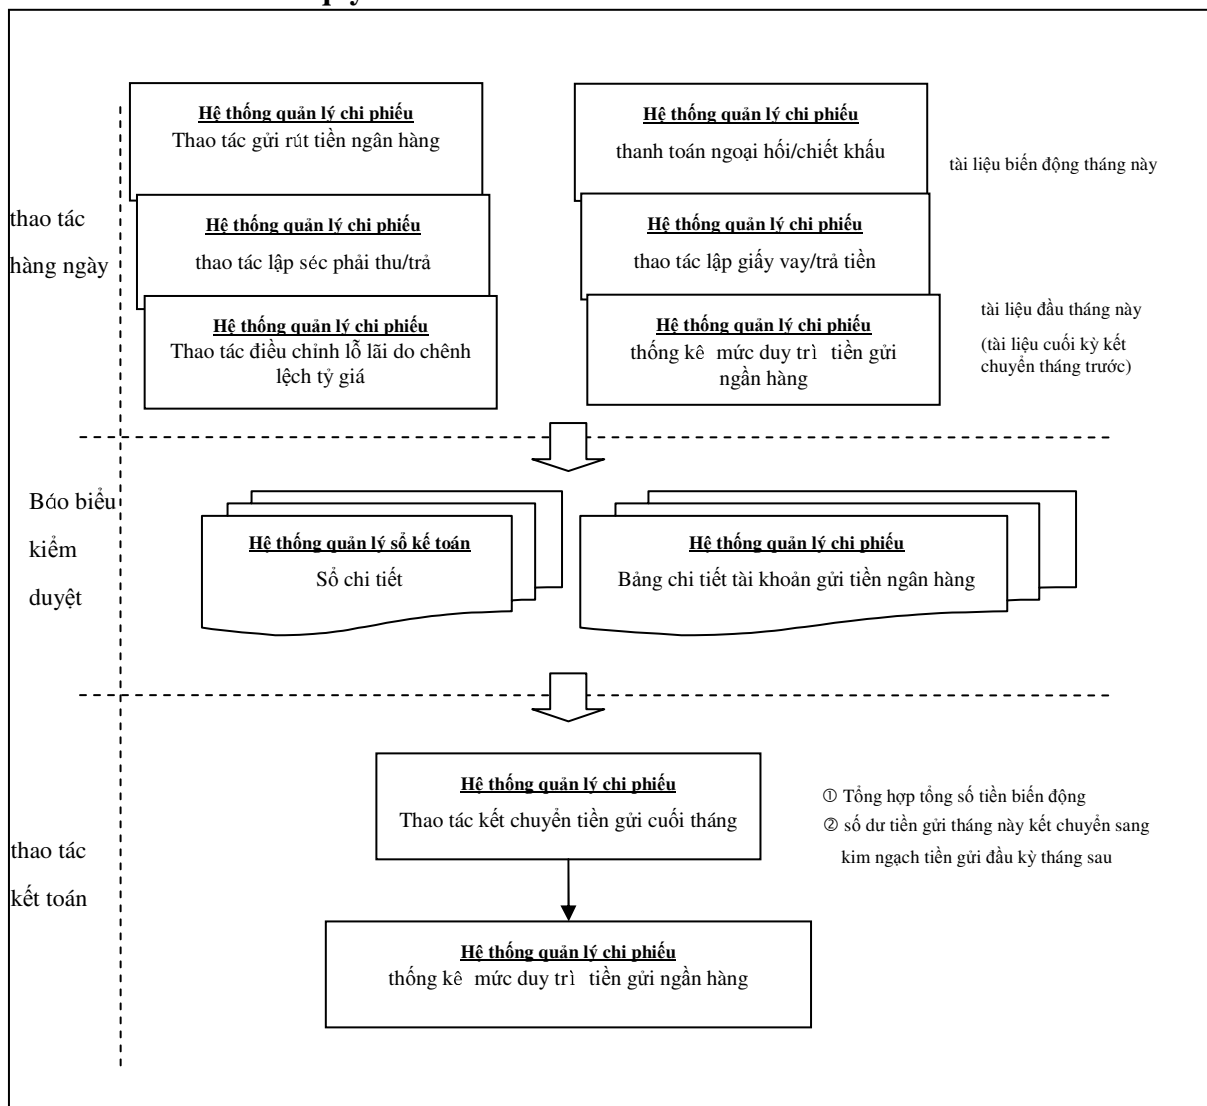 Hệ thống quản lý chi phiếu
Thao tác gửi rút tiền ngân hàng
Hệ thống quản lý chi phiếu
thanh toán ngoại hối/chiết khấu
tài liệu biến động tháng này
thao tác
hàng ngày
Hệ thống quản lý chi phiếu
thao tác lập séc phải thu/trả
Hệ thống quản lý chi phiếu
thao tác lập giấy vay/trả tiền
Hệ thống quản lý chi phiếu
Thao tác điều chỉnh lỗ lãi do chênh
lệch tỷ giá
Hệ thống quản lý chi phiếu
thống kê mức duy trì tiền gửi
ngần hàng
tài liệu đầu tháng này
(tài liệu cuối kỳ kết
chuyển tháng trước)
Báo biểu
kiểm
duyệt
Hệ thống quản lý sổ kế toán
Sổ chi tiết
Hệ thống quản lý chi phiếu
Bảng chi tiết tài khoản gửi tiền ngân hàng
thao tác
kết toán
Hệ thống quản lý chi phiếu
Thao tác kết chuyển tiền gửi cuối tháng
① Tổng hợp tổng số tiền biến động
② số dư tiền gửi tháng này kết chuyển sang
kim ngạch tiền gửi đầu kỳ tháng sau
Hệ thống quản lý chi phiếu
thống kê mức duy trì tiền gửi ngần hàng